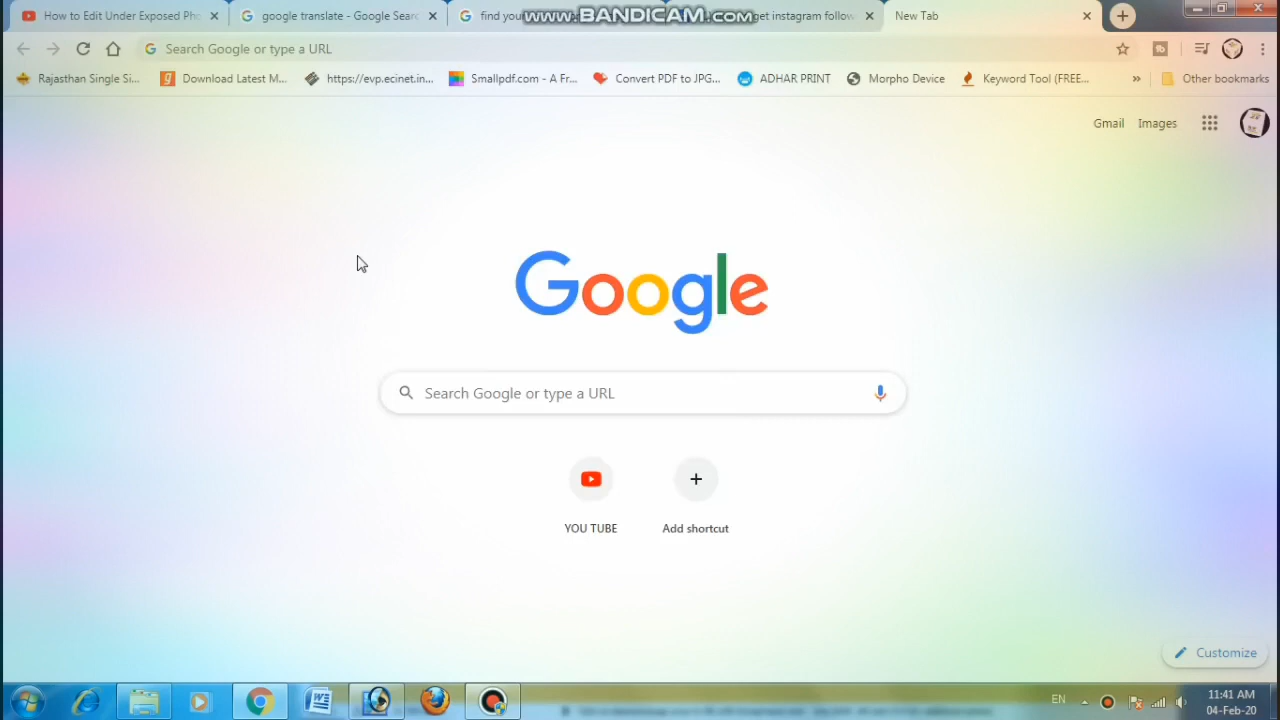 How to Edit Under Exposed Pho
google translate - Google Sear
find you
www.BANDICAM.com
get instagram follow
New Tab
Search Google or type a URL
Rajasthan Single Si...
Download Latest M...
https://evp.ecinet.in...
Smallpdf.com - A Fr...
Convert PDF to JPG...
ADHAR PRINT
Morpho Device
Keyword Tool (FREE...
»
Other bookmarks
Gmail
Images
Google
Search Google or type a URL
YOU TUBE
Add shortcut
Customize
EN
11:41 AM
04-Feb-20